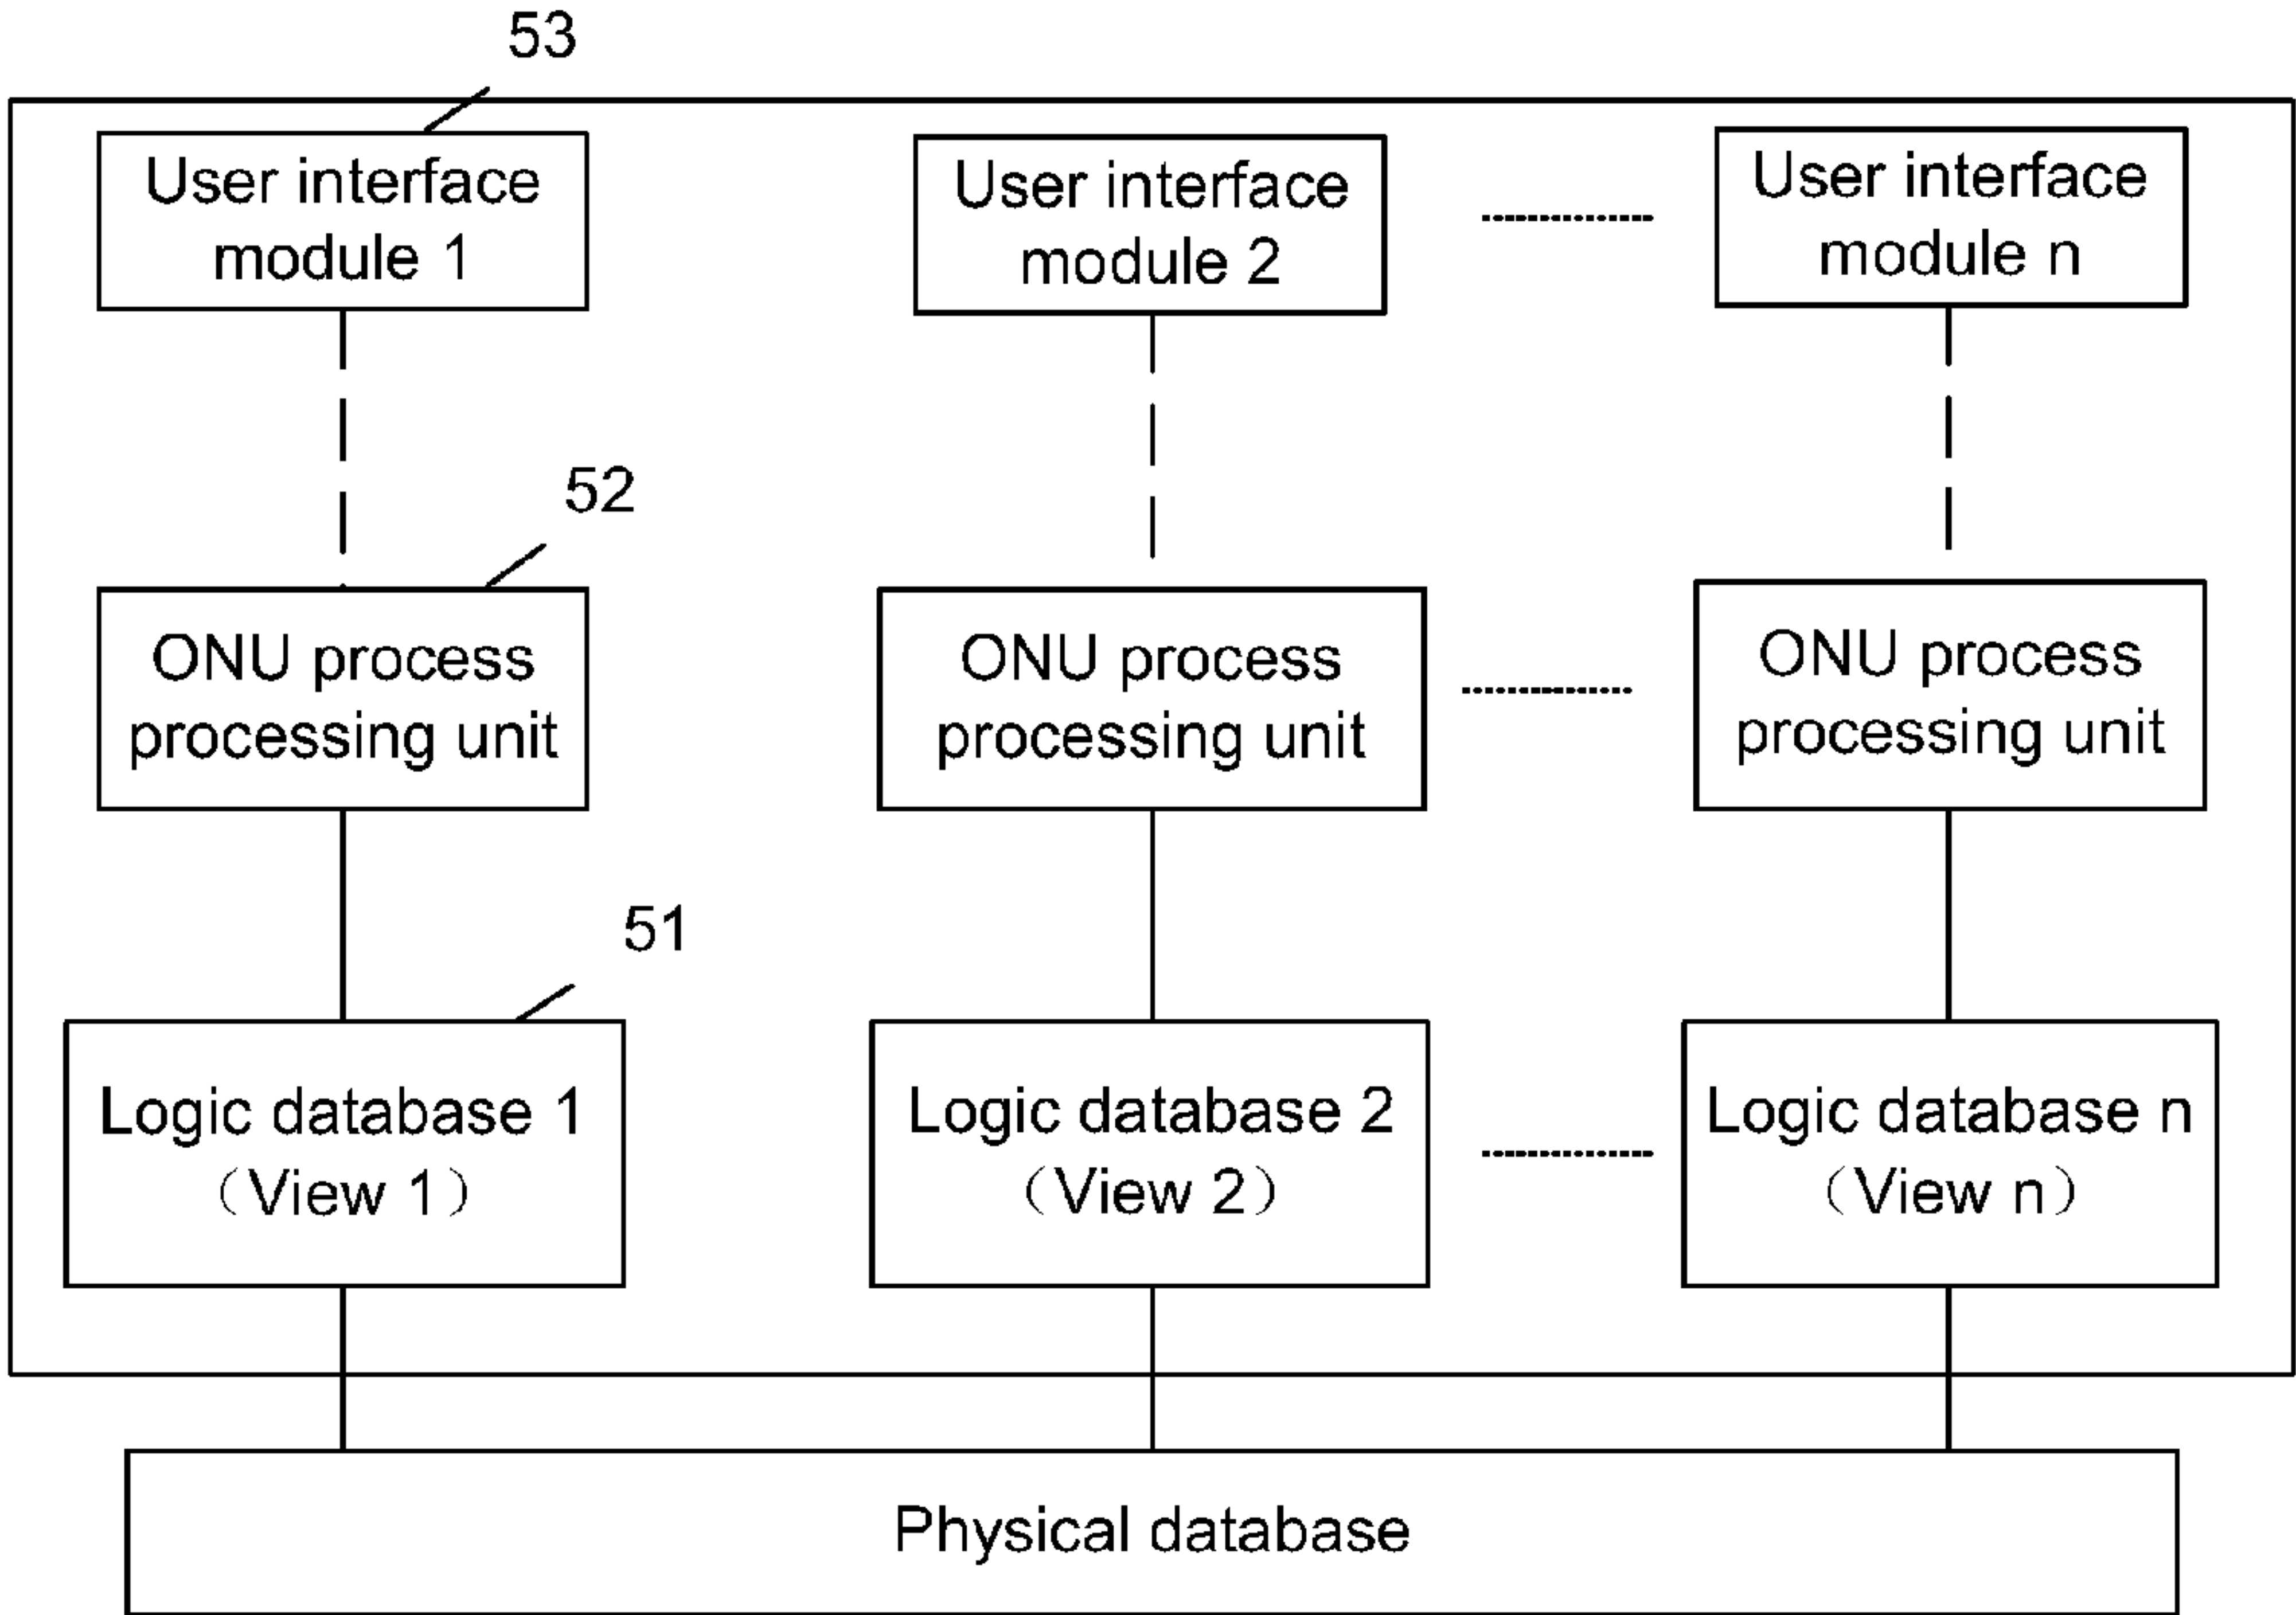 53
User interface
module 1
User interface
module 2
User interface
module n
52
ONU process
processing unit
ONU process
processing unit
ONU process
processing unit
51
Logic database 1
（View 1）
Logic database 2
（View 2）
Logic database n
（View n）
Physical database